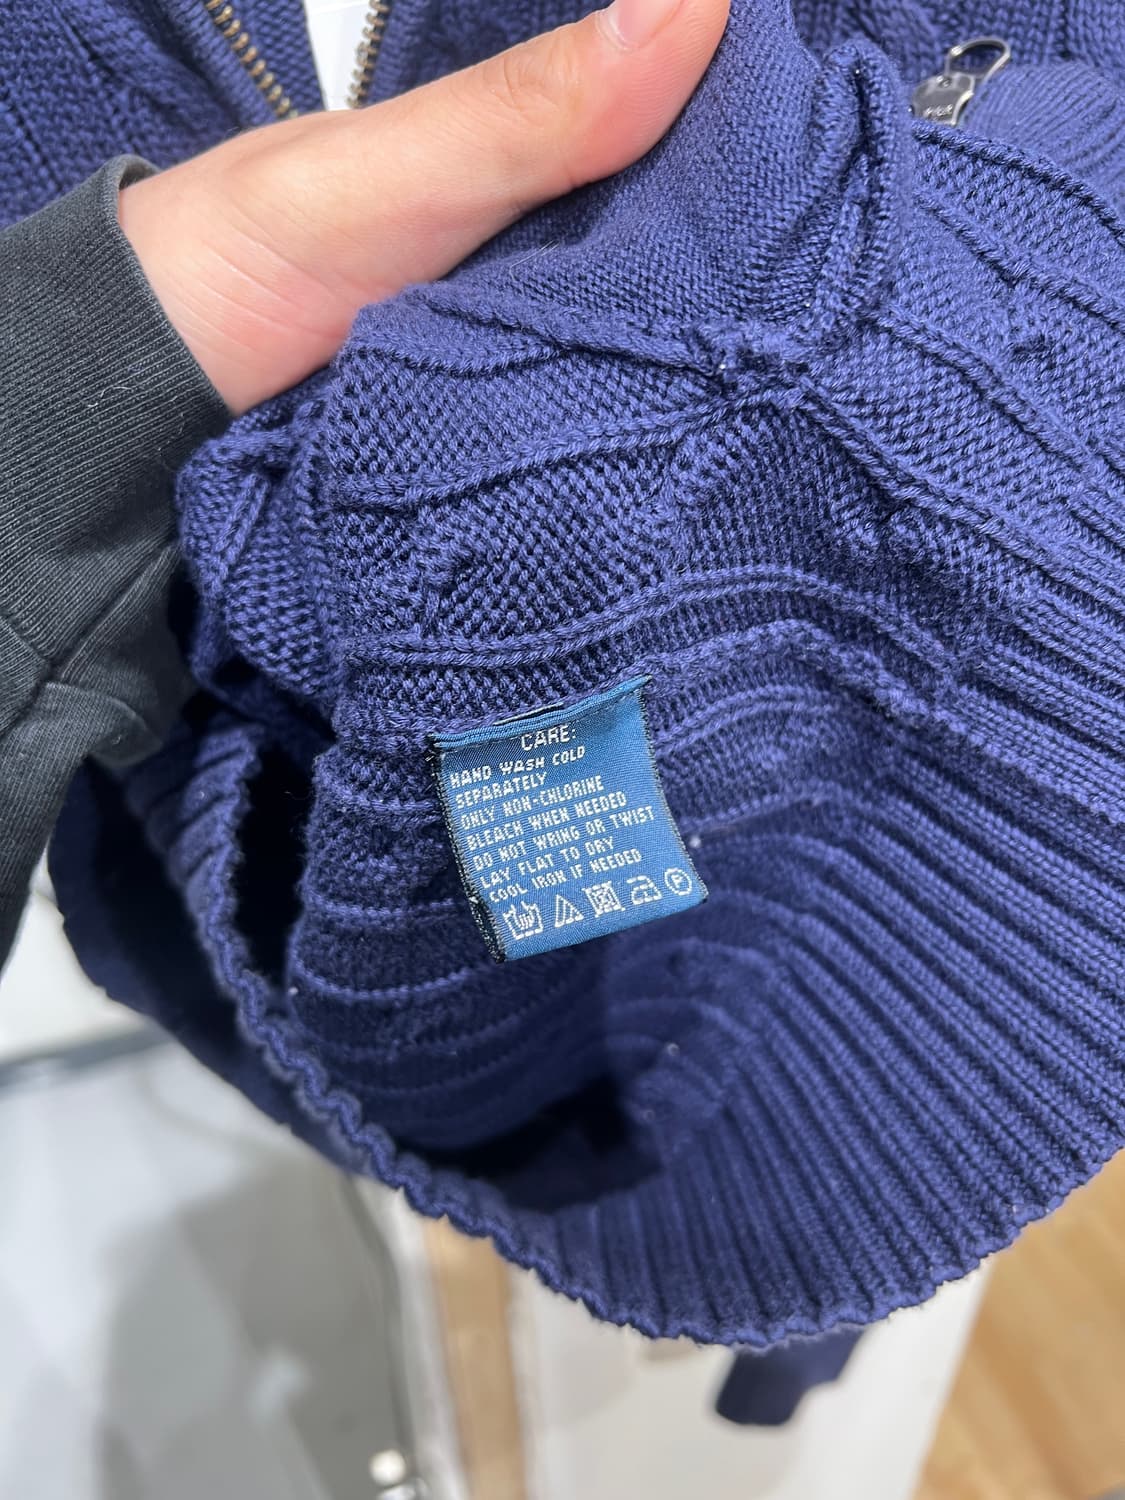 CARE:
HAND WASH COLD
SEPARATELY
ONLY NON-CHLORINE
BLEACH WHEN NEEDED
DO NOT WRING OR TWIST
LAY FLAT TO DRY
COOL IRON IF NEEDED
P